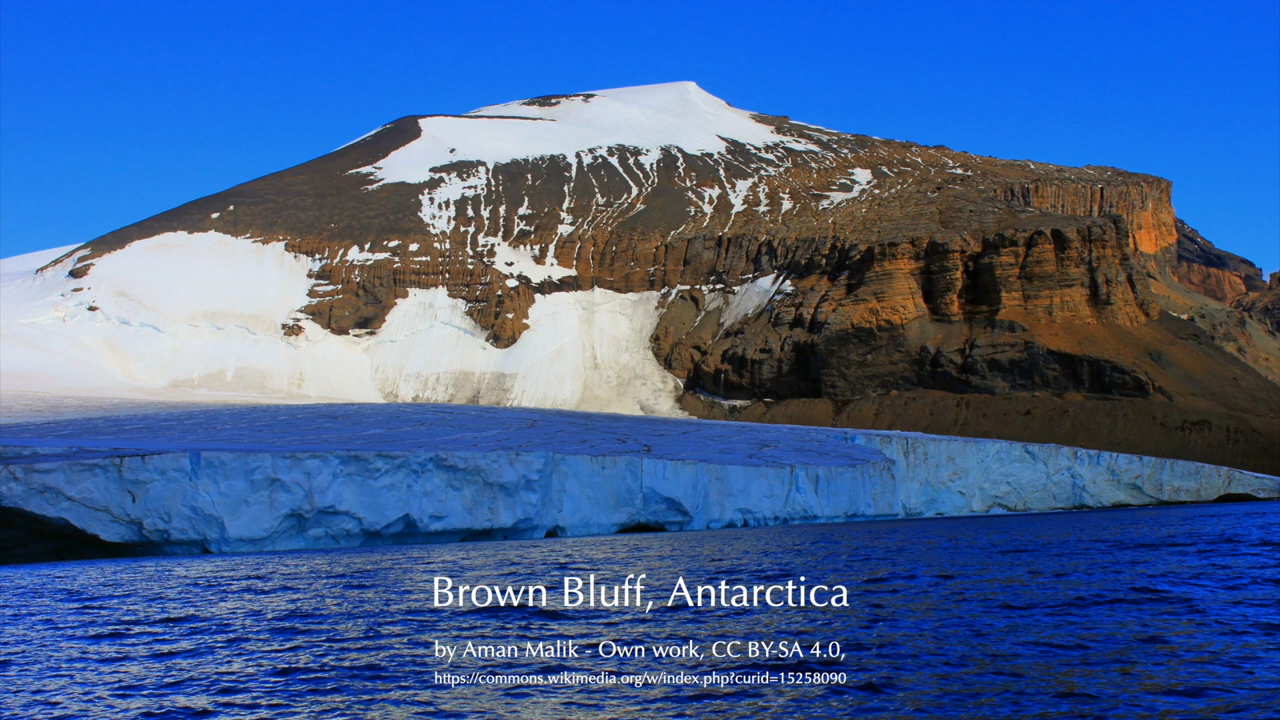 Brown Bluff, Antarctica
by Aman Malik - Own work, CC BY-SA 4.0,
https://commons.wikimedia.org/w/index.php?curid=15258090